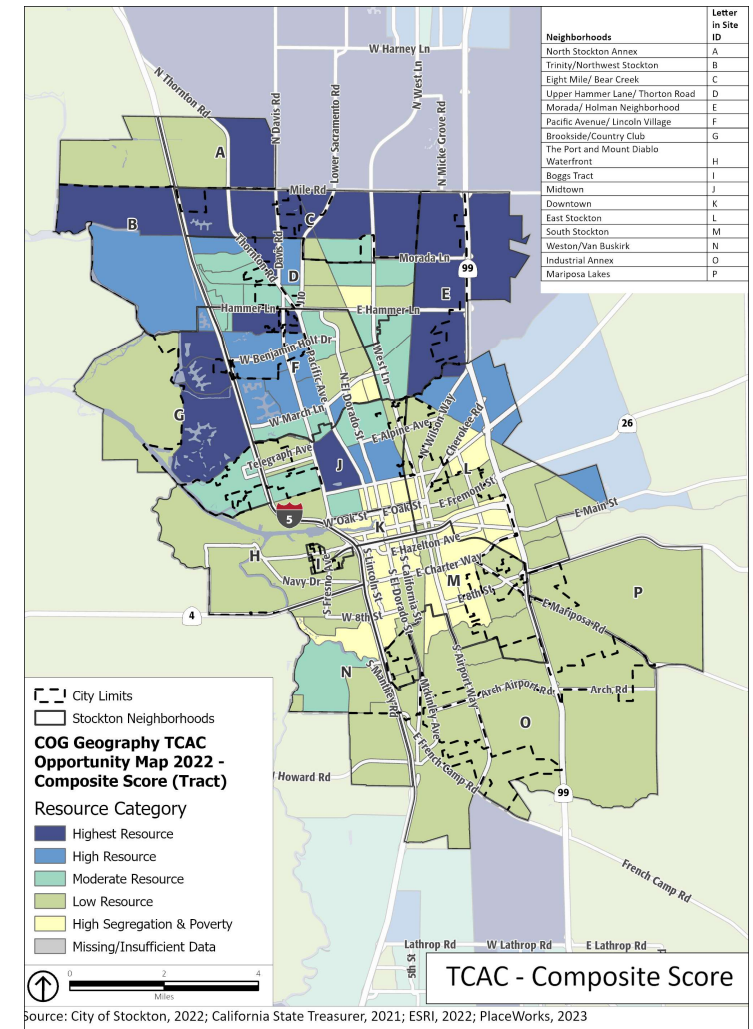 Neighborhoods
Letter
in Site
ID
North Stockton Annex A
Trinity/Northwest Stockton B
Eight Mile/ Bear Creek C
Upper Hammer Lane/ Thorton Road D
Morada/ Holman Neighborhood E
Pacific Avenue/ Lincoln Village F
Brookside/Country Club G
The Port and Mount Diablo
Waterfront H
Boggs Tract I
Midtown J
Downtown K
East Stockton L
South Stockton M
Weston/Van Buskirk N
Industrial Annex O
Mariposa Lakes P
W Harney Ln
N Thornton Rd
N Davis Rd
Lower Sacramento Rd
N West Ln
N Micke Grove Rd
A
Mile Rd
B
C
Thornton Rd
Davis Rd
D
Morada Ln
99
E
Hammer Ln
E Hammer Ln
W Benjamin Holt Dr
F
Pacific Ave
N El Dorado St
West Ln
G
W March Ln
E Alpine Ave
N Wilson Way
Cherokee Rd
26
Telegraph Ave
J
L
5
W Oak St
E Oak St
E Fremont St
E Main St
K
H
I
E Hazelton Ave
Navy Dr
S Fresno Ave
S Lincoln St
S El Dorado St
S California St
E Charter Way
M
E 8th St
P
4
W 8th St
E Mariposa Rd
N
S Manthey Rd
Mckinley Ave
S Airport Way
Arch Airport Rd
Arch Rd
O
E French Camp Rd
Howard Rd
99
French Camp Rd
Lathrop Rd
W Lathrop Rd
E Lathrop Rd
5th St
City Limits
Stockton Neighborhoods
COG Geography TCAC
Opportunity Map 2022 -
Composite Score (Tract)
Resource Category
Highest Resource
High Resource
Moderate Resource
Low Resource
High Segregation & Poverty
Missing/Insufficient Data
0 2 4
Miles
TCAC - Composite Score
Source: City of Stockton, 2022; California State Treasurer, 2021; ESRI, 2022; PlaceWorks, 2023